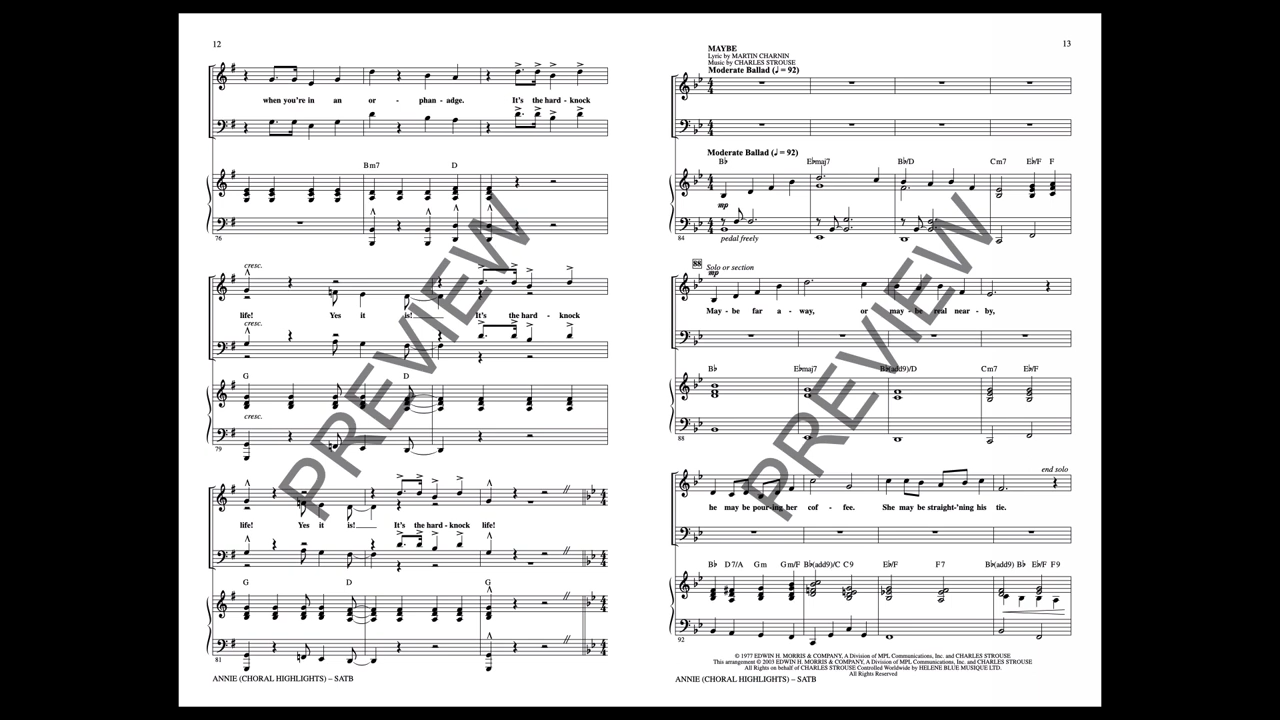 12
when you're in an or - phan - adge. It's the hard - knock
Bm7 D
76
cresc.
life! Yes it is! It's the hard - knock
cresc.
G D
cresc.
79
life! Yes it is! It's the hard - knock life!
G D G
81
ANNIE (CHORAL HIGHLIGHTS) – SATB
PREVIEW
13
MAYBE
Lyric by MARTIN CHARNIN
Music by CHARLES STROUSE
Moderate Ballad (♩ = 92)
Moderate Ballad (♩ = 92)
B♭ E♭maj7 B♭/D Cm7 E♭/F F
mp
pedal freely
84
88 Solo or section
mp
May - be far a - way, or may - be real near - by,
B♭ E♭maj7 B♭(add9)/D Cm7 E♭/F
88
end solo
he may be pour - ing her cof - fee. She may be straight-'ning his tie.
B♭ D7/A Gm Gm/F B♭(add9)/C C9 E♭/F F7 B♭(add9) B♭ E♭/F F9
92
© 1977 EDWIN H. MORRIS & COMPANY, A Division of MPL Communications, Inc. and CHARLES STROUSE
This arrangement © 2003 EDWIN H. MORRIS & COMPANY, A Division of MPL Communications, Inc. and CHARLES STROUSE
All Rights on behalf of CHARLES STROUSE Controlled Worldwide by HELENE BLUE MUSIQUE LTD.
All Rights Reserved
ANNIE (CHORAL HIGHLIGHTS) – SATB
PREVIEW